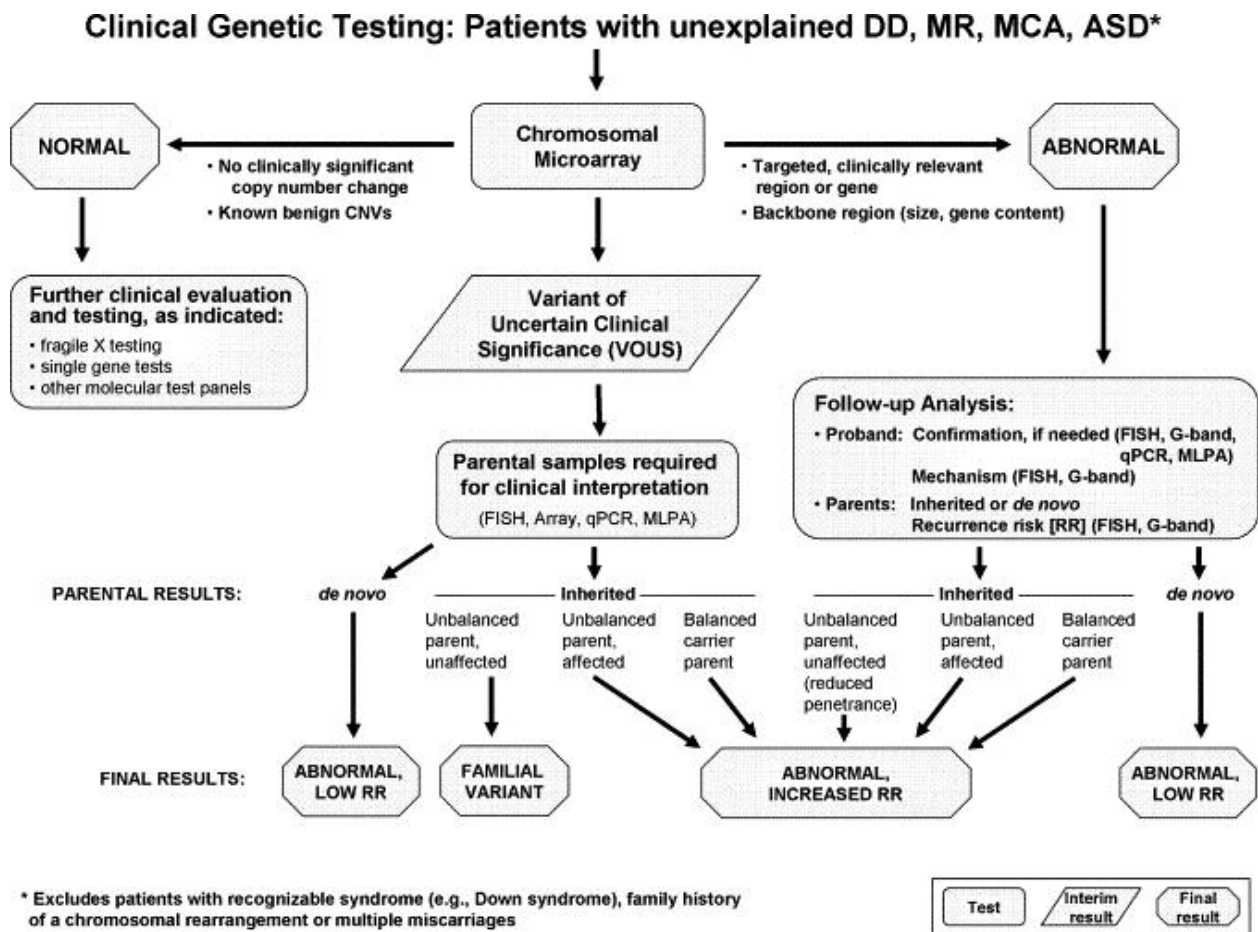 Clinical Genetic Testing: Patients with unexplained DD, MR, MCA, ASD*
NORMAL
• No clinically significant
copy number change
• Known benign CNVs
Chromosomal
Microarray
• Targeted, clinically relevant
region or gene
• Backbone region (size, gene content)
ABNORMAL
Further clinical evaluation
and testing, as indicated:
• fragile X testing
• single gene tests
• other molecular test panels
Variant of
Uncertain Clinical
Significance (VOUS)
Parental samples required
for clinical interpretation
(FISH, Array, qPCR, MLPA)
Follow-up Analysis:
• Proband: Confirmation, if needed (FISH, G-band,
qPCR, MLPA)
Mechanism (FISH, G-band)
• Parents: Inherited or de novo
Recurrence risk [RR] (FISH, G-band)
PARENTAL RESULTS:
de novo
Inherited
Unbalanced
parent,
unaffected
Unbalanced
parent,
affected
Balanced
carrier
parent
Inherited
Unbalanced
parent,
unaffected
(reduced
penetrance)
Unbalanced
parent,
affected
Balanced
carrier
parent
de novo
FINAL RESULTS:
ABNORMAL,
LOW RR
FAMILIAL
VARIANT
ABNORMAL,
INCREASED RR
ABNORMAL,
LOW RR
* Excludes patients with recognizable syndrome (e.g., Down syndrome), family history
of a chromosomal rearrangement or multiple miscarriages
Test
Interim
result
Final
result